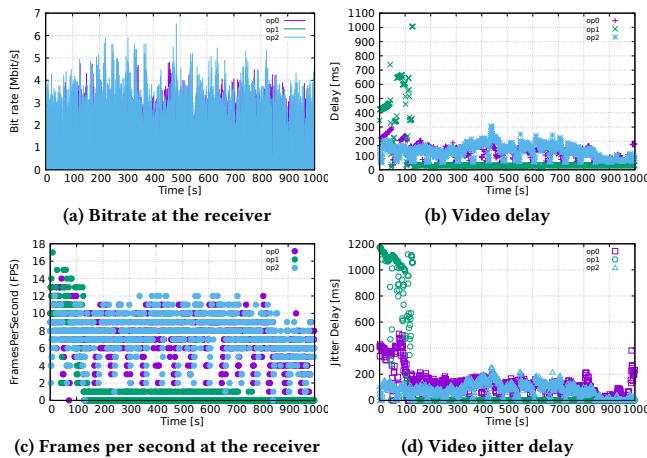 7
6
5
4
3
2
1
0
Bit rate [Mbit/s]
op0
op1
op2
0 100 200 300 400 500 600 700 800 900 1000
Time [s]
(a) Bitrate at the receiver
1100
1000
900
800
700
600
500
400
300
200
100
0
Delay [ms]
op0
op1
op2
0 100 200 300 400 500 600 700 800 900 1000
Time [s]
(b) Video delay
18
16
14
12
10
8
6
4
2
0
FramesPerSecond (FPS)
op0
op1
op2
0 100 200 300 400 500 600 700 800 900 1000
Time [s]
(c) Frames per second at the receiver
1200
1000
800
600
400
200
0
Jitter Delay [ms]
op0
op1
op2
0 100 200 300 400 500 600 700 800 900 1000
Time [s]
(d) Video jitter delay